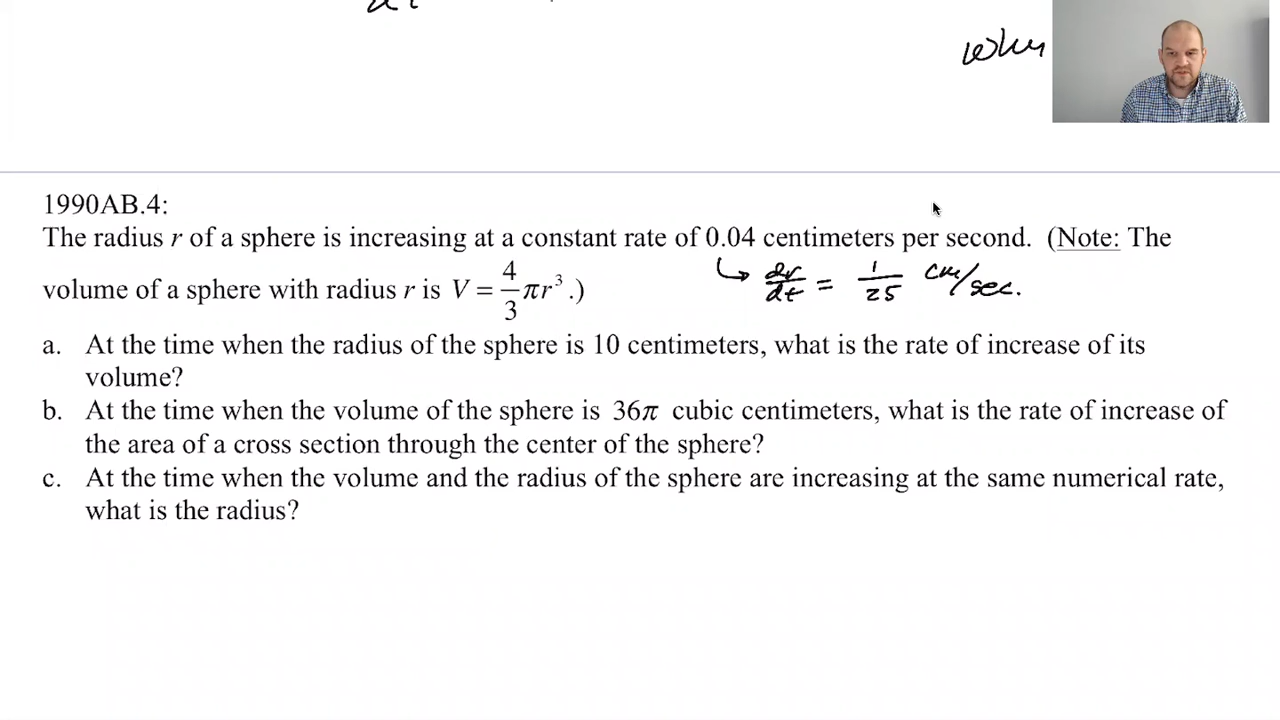 when
1990AB.4:
The radius r of a sphere is increasing at a constant rate of 0.04 centimeters per second. (Note: The
volume of a sphere with radius r is V = 4/3 πr³.)
↳ dr/dt = 1/25 cm/sec.
a. At the time when the radius of the sphere is 10 centimeters, what is the rate of increase of its
volume?
b. At the time when the volume of the sphere is 36π cubic centimeters, what is the rate of increase of
the area of a cross section through the center of the sphere?
c. At the time when the volume and the radius of the sphere are increasing at the same numerical rate,
what is the radius?